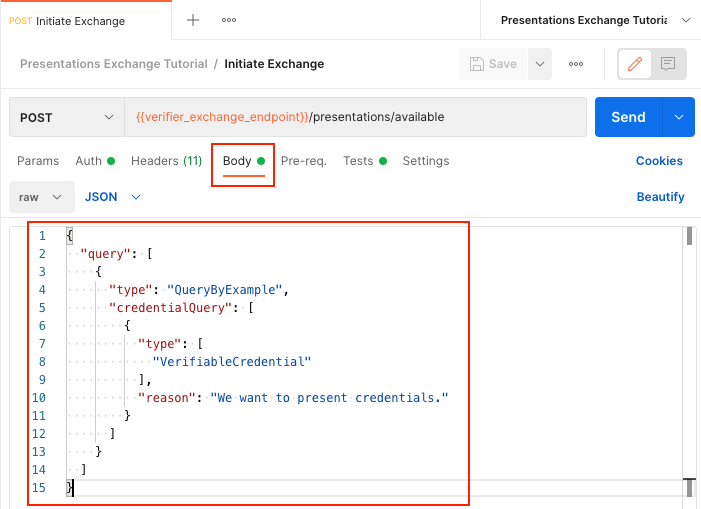 POST Initiate Exchange
Presentations Exchange Tutoria
Presentations Exchange Tutorial / Initiate Exchange
Save
POST
{{verifier_exchange_endpoint}}/presentations/available
Send
Params Auth Headers (11) Body Pre-req. Tests Settings
Cookies
raw JSON
Beautify
1 {
2 "query": [
3 {
4 "type": "QueryByExample",
5 "credentialQuery": [
6 {
7 "type": [
8 "VerifiableCredential"
9 ],
10 "reason": "We want to present credentials."
11 }
12 ]
13 }
14 ]
15 }